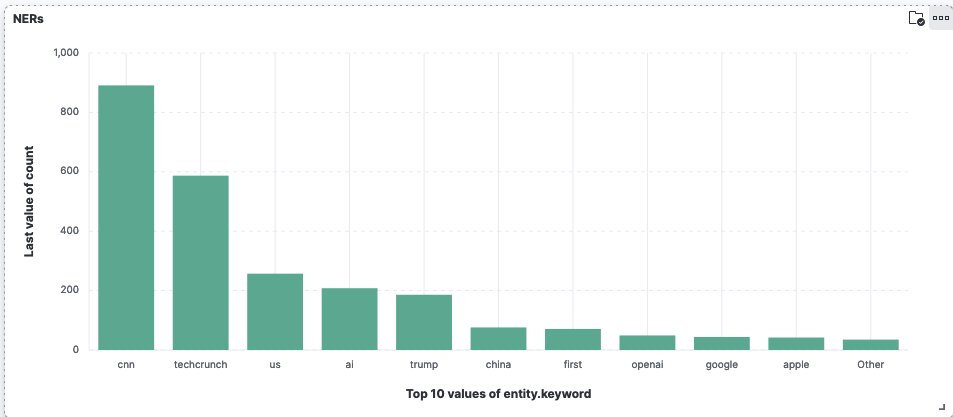 NERs
1,000
800
600
400
200
0
Last value of count
cnn techcrunch us ai trump china first openai google apple Other
Top 10 values of entity.keyword